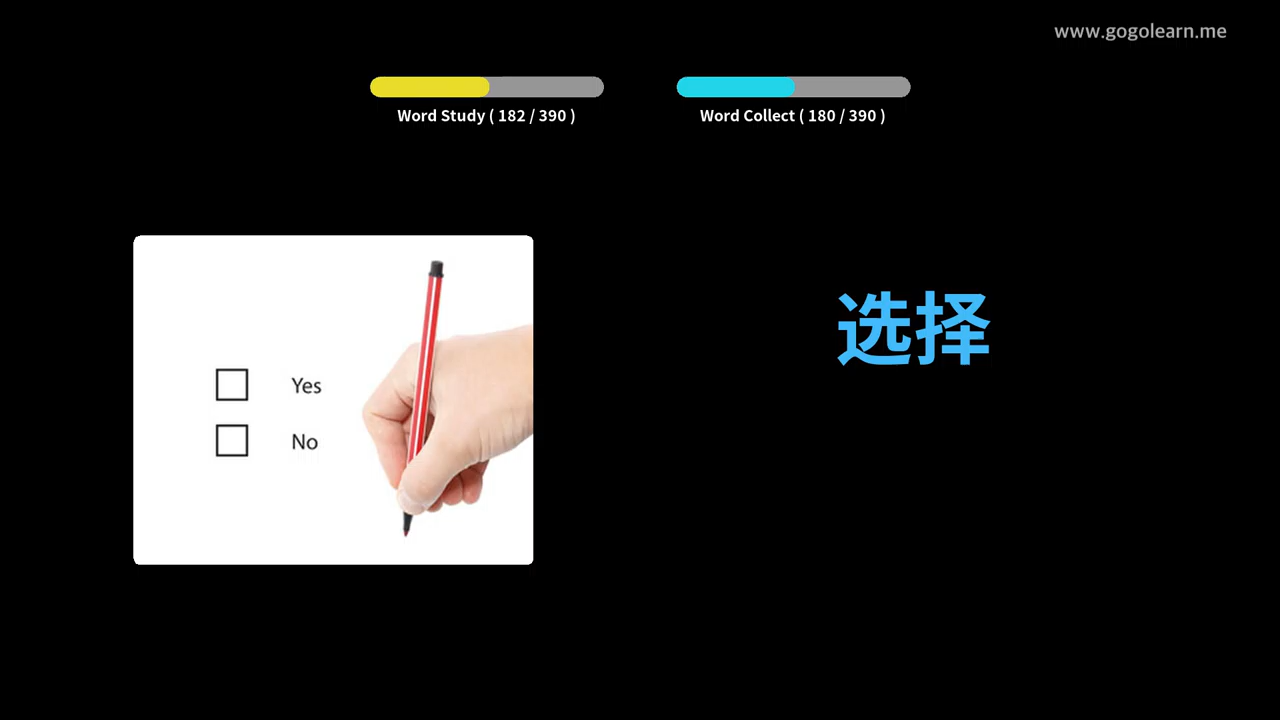 www.gogolearn.me
Word Study ( 182 / 390 )
Word Collect ( 180 / 390 )
选择
Yes
No